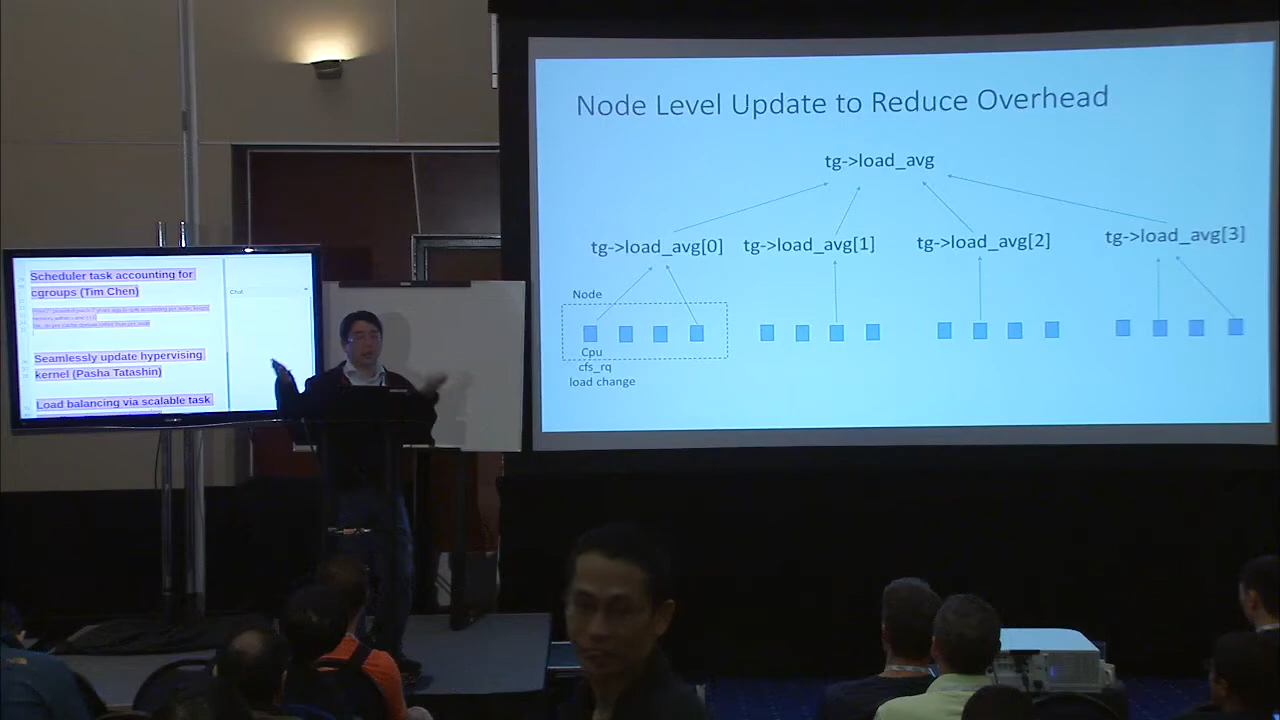 Node Level Update to Reduce Overhead
tg->load_avg
tg->load_avg[0]
tg->load_avg[1]
tg->load_avg[2]
tg->load_avg[3]
Node
Cpu
cfs_rq
load change
Scheduler task accounting for
cgroups (Tim Chen)
Chat
Seamlessly update hypervising
kernel (Pasha Tatashin)
Load balancing via scalable task